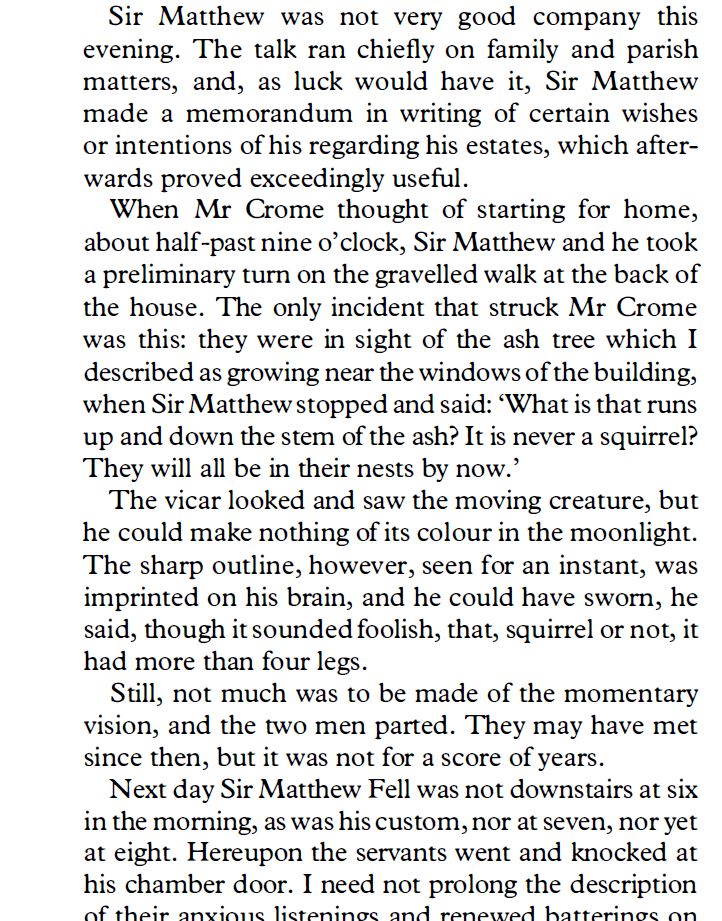 Sir Matthew was not very good company this
evening. The talk ran chiefly on family and parish
matters, and, as luck would have it, Sir Matthew
made a memorandum in writing of certain wishes
or intentions of his regarding his estates, which after-
wards proved exceedingly useful.
When Mr Crome thought of starting for home,
about half-past nine o’clock, Sir Matthew and he took
a preliminary turn on the gravelled walk at the back of
the house. The only incident that struck Mr Crome
was this: they were in sight of the ash tree which I
described as growing near the windows of the building,
when Sir Matthew stopped and said: ‘What is that runs
up and down the stem of the ash? It is never a squirrel?
They will all be in their nests by now.’
The vicar looked and saw the moving creature, but
he could make nothing of its colour in the moonlight.
The sharp outline, however, seen for an instant, was
imprinted on his brain, and he could have sworn, he
said, though it sounded foolish, that, squirrel or not, it
had more than four legs.
Still, not much was to be made of the momentary
vision, and the two men parted. They may have met
since then, but it was not for a score of years.
Next day Sir Matthew Fell was not downstairs at six
in the morning, as was his custom, nor at seven, nor yet
at eight. Hereupon the servants went and knocked at
his chamber door. I need not prolong the description
of their anxious listenings and renewed batterings on